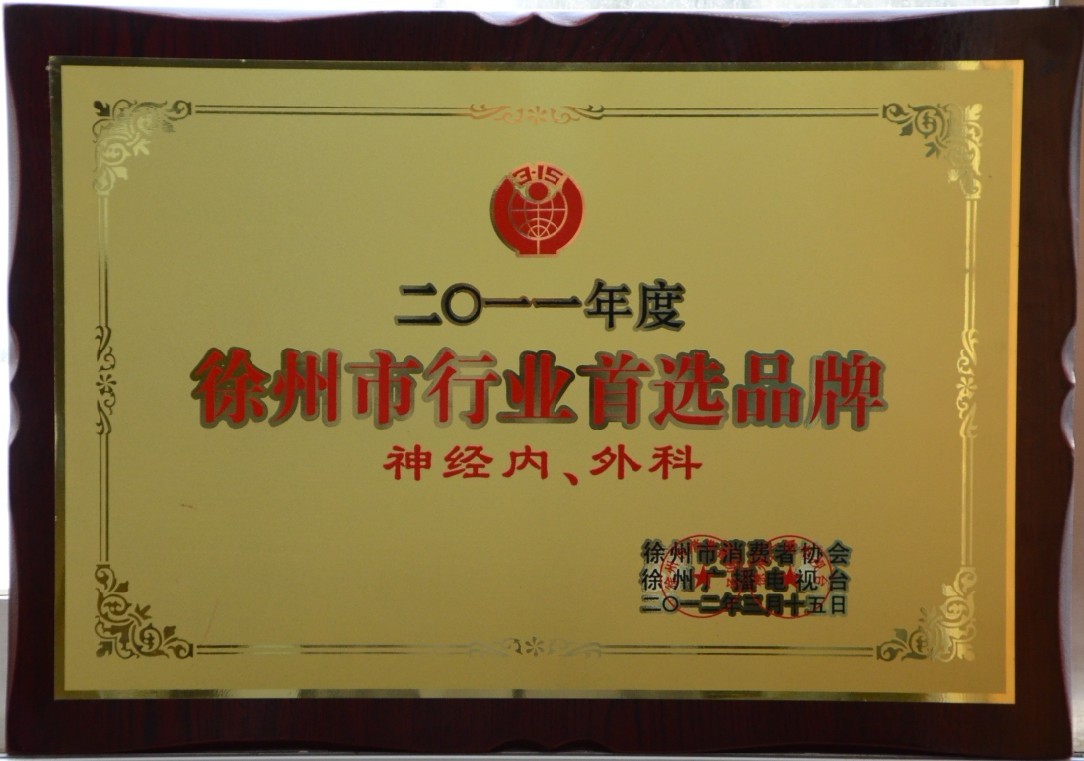 3·15
二〇一一年度
徐州市行业首选品牌
神经内、外科
徐州市消费者协会
徐州广播电视台
二〇一二年三月十五日